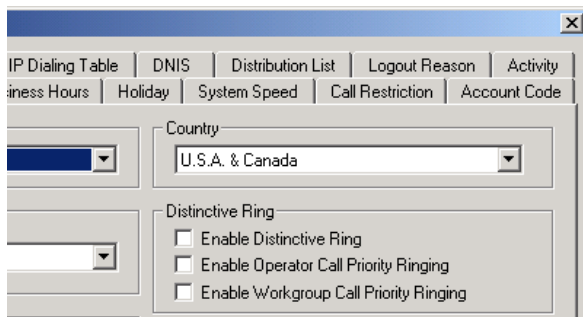 IP Dialing Table DNIS Distribution List Logout Reason Activity
Hours Holiday System Speed Call Restriction Account Code
Country
U.S.A. & Canada
Distinctive Ring
Enable Distinctive Ring
Enable Operator Call Priority Ringing
Enable Workgroup Call Priority Ringing